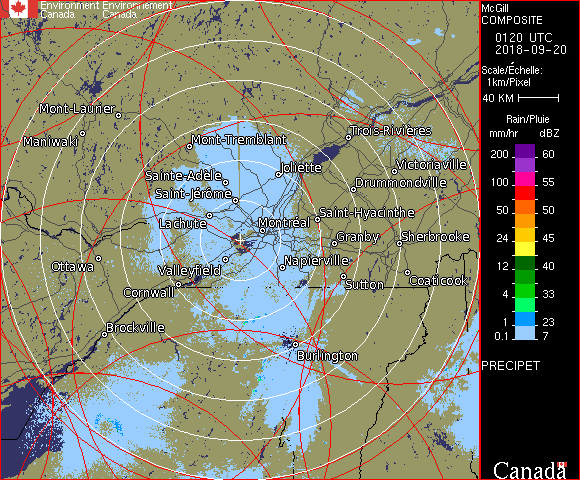 Environment Environnement
Canada Canada
McGill
COMPOSITE
0120 UTC
2018-09-20
Scale/Échelle:
1km/Pixel
40 KM
Rain/Pluie
mm/hr dBZ
200 60
100 55
50 50
24 45
12 40
4 33
1 23
0.1 7
PRECIPET
Canada
Mont-Laurier
Maniwaki
Mont-Tremblant
Trois-Rivières
Joliette
Victoriaville
Sainte-Adèle
Drummondville
Saint-Jérôme
Saint-Hyacinthe
Lachute
Montréal
Granby
Sherbrooke
Ottawa
Valleyfield
Napierville
Cornwall
Sutton
Coaticook
Brockville
Burlington